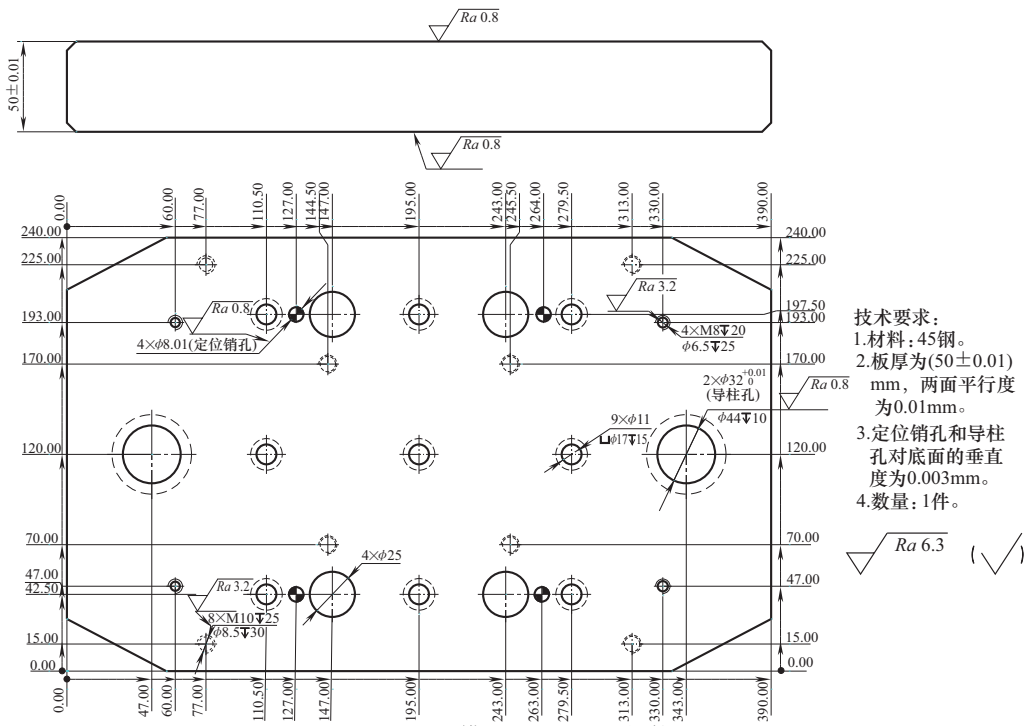 Ra 0.8
50±0.01
Ra 0.8
0.00
60.00
77.00
110.50
127.00
144.50
147.00
195.00
243.00
245.50
264.00
279.50
313.00
330.00
390.00
240.00
225.00
193.00
170.00
120.00
70.00
47.00
42.50
15.00
0.00
240.00
225.00
197.50
193.00
170.00
120.00
70.00
47.00
15.00
0.00
Ra 0.8
4×φ8.01(定位销孔)
Ra 3.2
4×M8↧20
φ6.5↧25
2×φ32 +0.01 0
(导柱孔)
φ44↧10
Ra 0.8
9×φ11
⌴φ17↧15
4×φ25
Ra 3.2
8×M10↧25
φ8.5↧30
0.00
47.00
60.00
77.00
110.50
127.00
147.00
195.00
243.00
263.00
279.50
313.00
330.00
343.00
390.00
技术要求：
1.材料：45钢。
2.板厚为(50±0.01)
mm，两面平行度
为0.01mm。
3.定位销孔和导柱
孔对底面的垂直
度为0.003mm。
4.数量：1件。
Ra 6.3 (√)